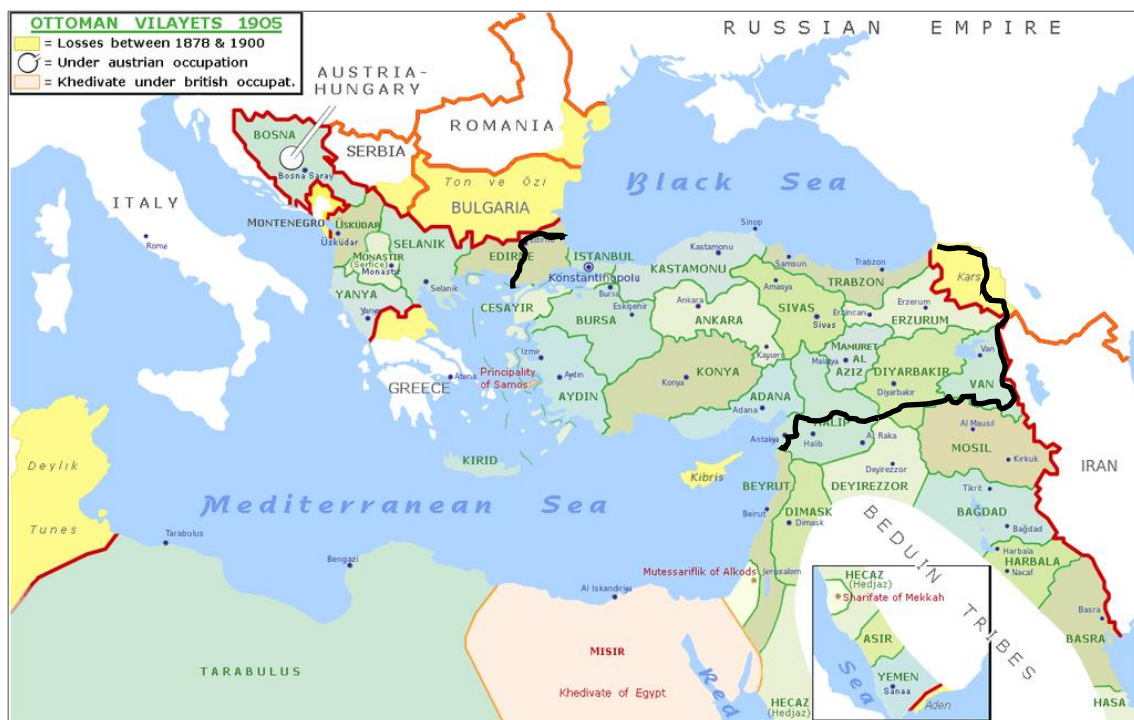 OTTOMAN VILAYETS 1905
= Losses between 1878 & 1900
= Under austrian occupation
= Khedivate under british occupat.
RUSSIAN EMPIRE
AUSTRIA-
HUNGARY
ROMANIA
BOSNA
SERBIA
Bosna Saray
Ton ve Özi
BULGARIA
Black Sea
ITALY
MONTENEGRO
ÜSKÜDAR
Üsküdar
SELANIK
Rome
MONASTIR
(Serfice)
Monastir
EDIRNE
ISTANBUL
Konstantinopolu
Sinop
Kastamonu
KASTAMONU
Samsun
Trabzon
TRABZON
Kars
Amasya
YANYA
Yanya
Selanik
CESAYIR
Bursa
BURSA
Eskişehir
Ankara
ANKARA
SIVAS
Sivas
Erzincan
Erzerum
ERZURUM
Izmir
Kayseri
MAMURET
AL
AZIZ
Malatya
Van
VAN
DIYARBAKIR
Diyarbakir
GREECE
Atena
Principality
of Samos
Aydin
AYDIN
Konya
KONYA
ADANA
Adana
Antakya
HALIP
Halib
AL Raka
Al Mausil
MOSIL
Kirkuk
IRAN
KIRID
Kibris
Deylik
Tunes
Mediterranean Sea
BEYRUT
Beirut
DEYIREZZOR
Deyirezzor
DIMASK
Dimask
Tikrit
BAĞDAD
Bağdad
Tarabulus
Bengazi
BEDUIN TRIBES
Harbala
Nacaf
HARBALA
Al Iskandiriya
Mutessariflik of Alkods
Jerusalem
Basra
BASRA
HECAZ
(Hedjaz)
Sharifate of Mekkah
ASIR
YEMEN
Sanaa
Sea
Aden
TARABULUS
MISIR
Khedivate of Egypt
Red
HECAZ
(Hedjaz)
HASA